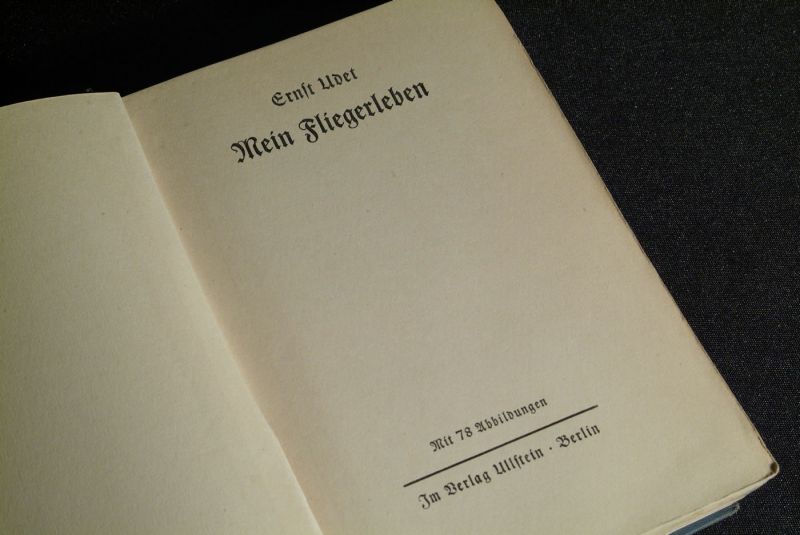 Ernst Udet
Mein Fliegerleben
Mit 78 Abbildungen
Im Verlag Ullstein · Berlin